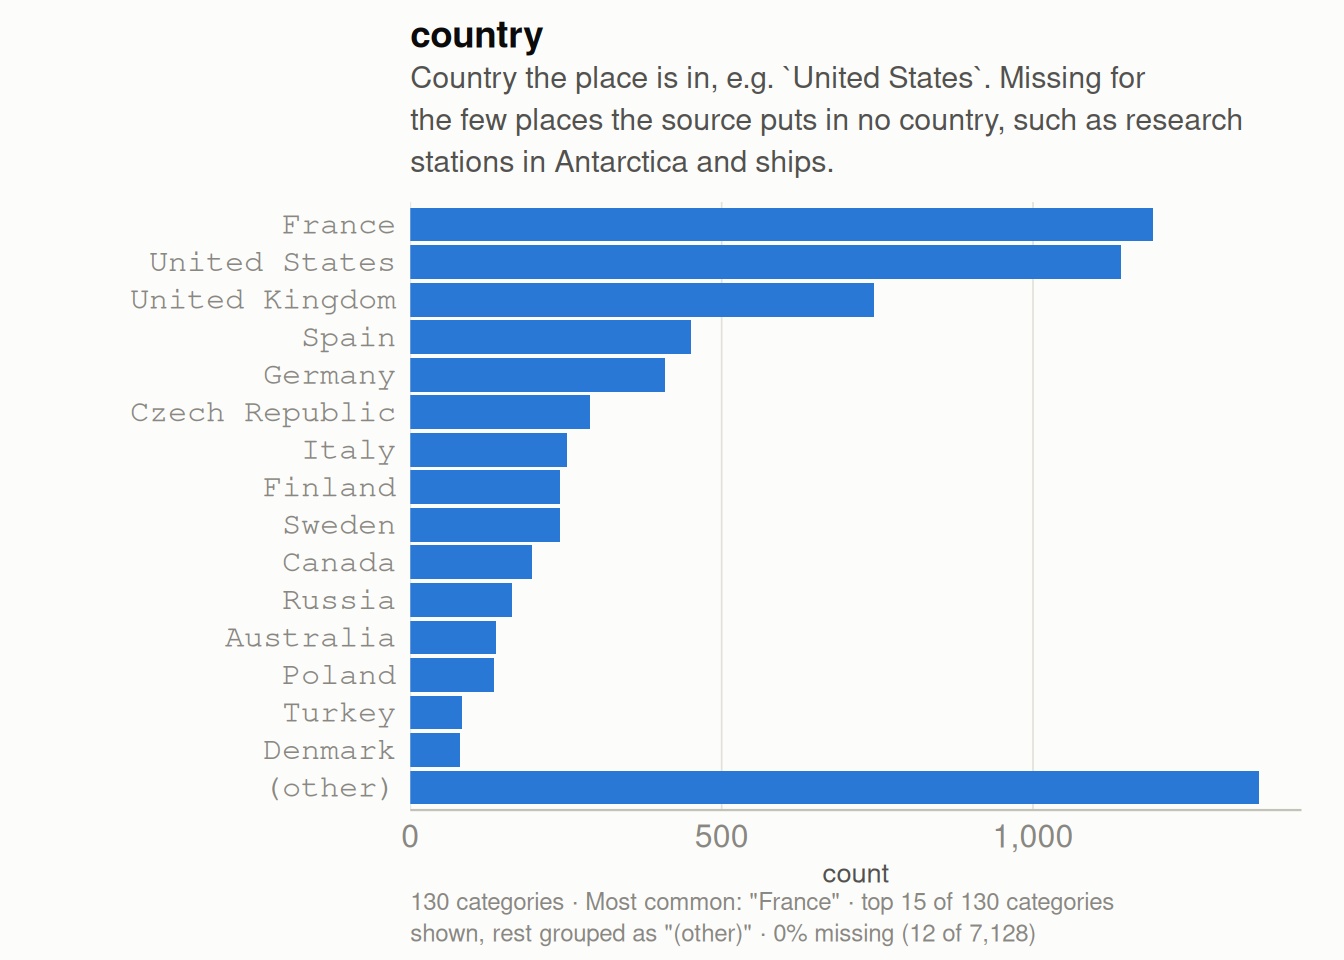 country
Country the place is in, e.g. `United States`. Missing for
the few places the source puts in no country, such as research
stations in Antarctica and ships.
France
United States
United Kingdom
Spain
Germany
Czech Republic
Italy
Finland
Sweden
Canada
Russia
Australia
Poland
Turkey
Denmark
(other)
0 500 1,000
count
130 categories · Most common: "France" · top 15 of 130 categories
shown, rest grouped as "(other)" · 0% missing (12 of 7,128)